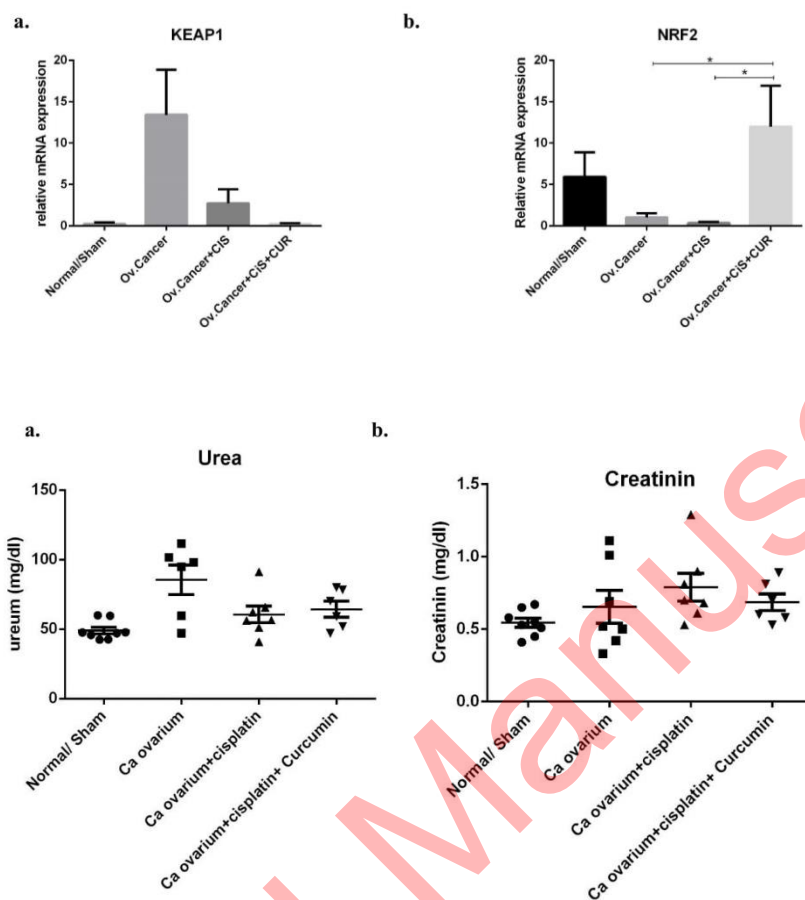 a.
KEAP1
relative mRNA expression
20
15
10
5
0
Normal/Sham
Ov.Cancer
Ov.Cancer+CIS
Ov.Cancer+CIS+CUR
b.
NRF2
Relative mRNA expression
20
15
10
5
0
*
*
Normal/Sham
Ov.Cancer
Ov.Cancer+CIS
Ov.Cancer+CIS+CUR
a.
Urea
ureum (mg/dl)
150
100
50
0
Normal/ Sham
Ca ovarium
Ca ovarium+cisplatin
Ca ovarium+cisplatin+ Curcumin
b.
Creatinin
Creatinin (mg/dl)
1.5
1.0
0.5
0.0
Normal/ Sham
Ca ovarium
Ca ovarium+cisplatin
Ca ovarium+cisplatin+ Curcumin